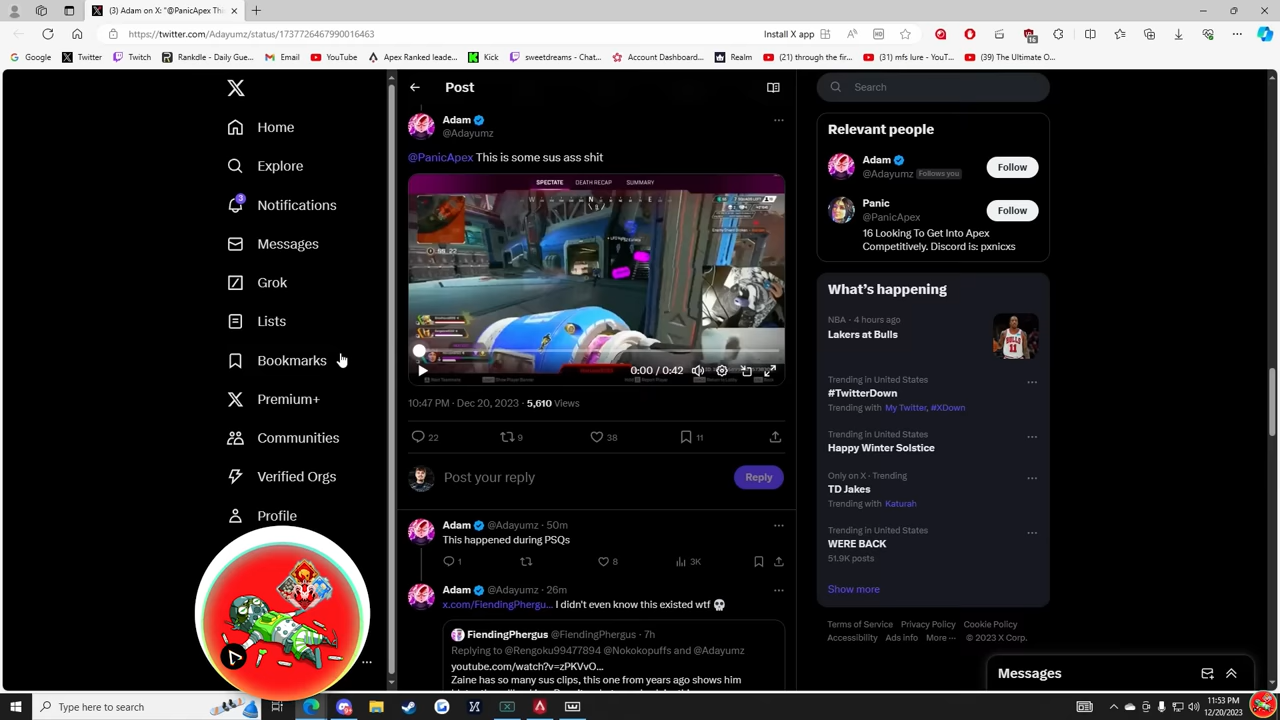 (3) Adam on X: "@PanicApex Thi
https://twitter.com/Adayumz/status/1737726467990016463
Install X app
Google
Twitter
Twitch
Rankdle - Daily Gue...
Email
YouTube
Apex Ranked leade...
Kick
sweetdreams - Chat...
Account Dashboard...
Realm
(21) through the fir...
(31) mfs lure - YouT...
(39) The Ultimate O...
16
Home
Explore
3
Notifications
Messages
Grok
Lists
Bookmarks
Premium+
Communities
Verified Orgs
Profile
Post
Adam
@Adayumz
@PanicApex This is some sus ass shit
SPECTATE
DEATH RECAP
SUMMARY
0:00 / 0:42
10:47 PM · Dec 20, 2023 · 5,610 Views
22
9
38
11
Post your reply
Reply
Adam @Adayumz · 50m
This happened during PSQs
1
8
3K
Adam @Adayumz · 26m
x.com/FiendingPhergu... I didn't even know this existed wtf 💀
FiendingPhergus @FiendingPhergus · 7h
Replying to @Rengoku99477894 @Nokokopuffs and @Adayumz
youtube.com/watch?v=zPKVvO...
Zaine has so many sus clips, this one from years ago shows him
Search
Relevant people
Adam
@Adayumz Follows you
Follow
Panic
@PanicApex
Follow
16 Looking To Get Into Apex
Competitively. Discord is: pxnicxs
What's happening
NBA · 4 hours ago
Lakers at Bulls
Trending in United States
#TwitterDown
Trending with My Twitter, #XDown
Trending in United States
Happy Winter Solstice
Only on X · Trending
TD Jakes
Trending with Katurah
Trending in United States
WERE BACK
51.9K posts
Show more
Terms of Service Privacy Policy Cookie Policy
Accessibility Ads info More ··· © 2023 X Corp.
Messages
Type here to search
11:53 PM
12/20/2023